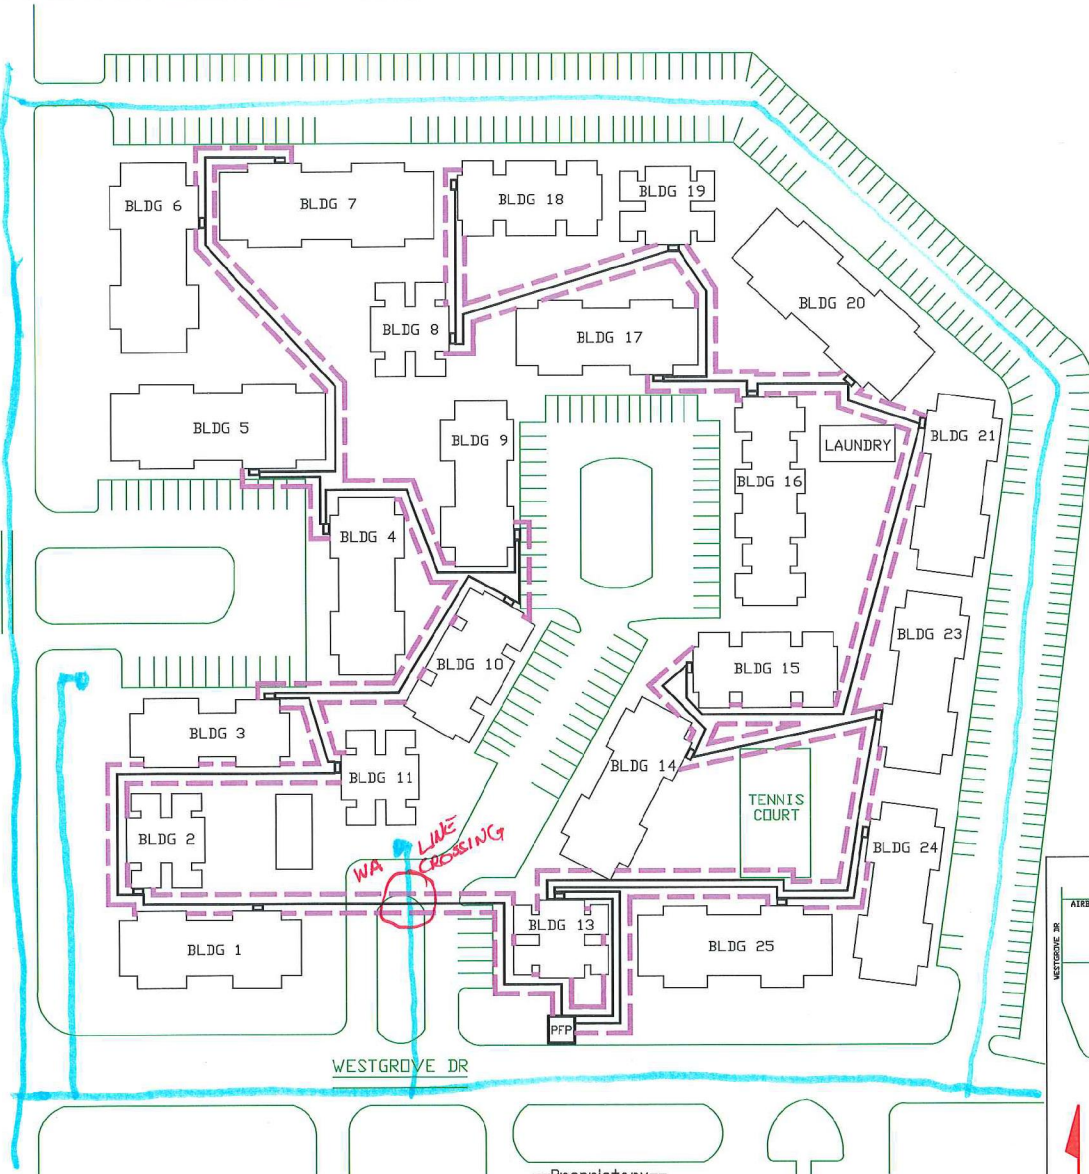 BLDG 6
BLDG 7
BLDG 18
BLDG 19
BLDG 20
BLDG 8
BLDG 17
BLDG 5
BLDG 9
LAUNDRY
BLDG 21
BLDG 16
BLDG 4
BLDG 23
BLDG 10
BLDG 15
BLDG 3
BLDG 14
BLDG 11
TENNIS
COURT
BLDG 2
BLDG 24
WA LINE
CROSSING
BLDG 1
BLDG 13
BLDG 25
WESTGROVE DR
PFP
WESTGROVE DR